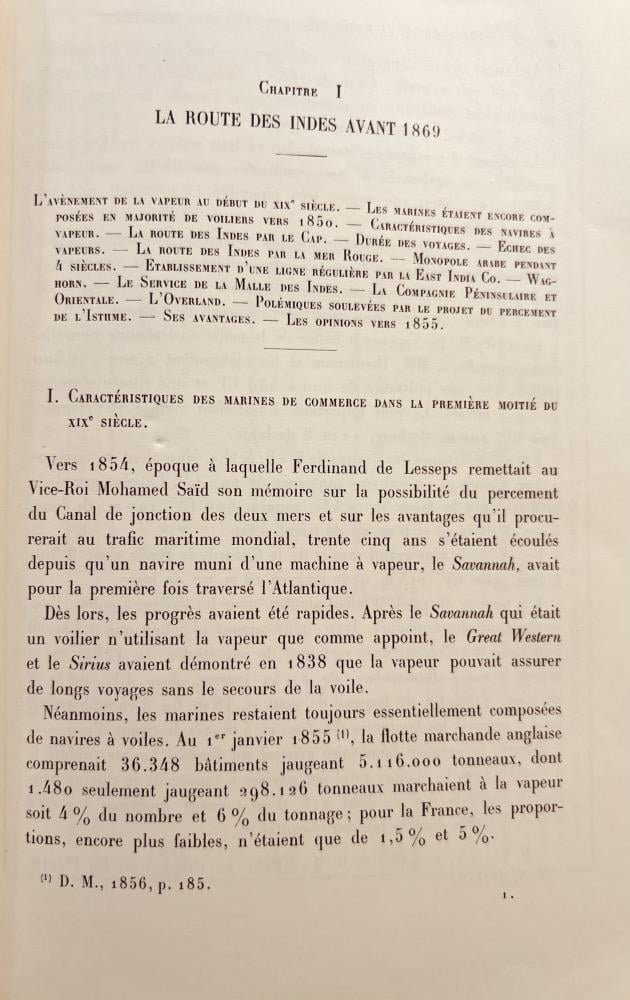 Chapitre I
LA ROUTE DES INDES AVANT 1869
L'avènement de la vapeur au début du xixe siècle. — Les marines étaient encore com-
posées en majorité de voiliers vers 1850. — Caractéristiques des navires à
vapeur. — La route des Indes par le Cap. — Durée des voyages. — Echec des
vapeurs. — La route des Indes par la mer Rouge. — Monopole arabe pendant
4 siècles. — Etablissement d'une ligne régulière par la East India Co. — Wag-
horn. — Le Service de la Malle des Indes. — La Compagnie Péninsulaire et
Orientale. — L'Overland. — Polémiques soulevées par le projet du percement
de l'Isthme. — Ses avantages. — Les opinions vers 1855.
I. Caractéristiques des marines de commerce dans la première moitié du
xixe siècle.
Vers 1854, époque à laquelle Ferdinand de Lesseps remettait au
Vice-Roi Mohamed Saïd son mémoire sur la possibilité du percement
du Canal de jonction des deux mers et sur les avantages qu'il procu-
rerait au trafic maritime mondial, trente cinq ans s'étaient écoulés
depuis qu'un navire muni d'une machine à vapeur, le Savannah, avait
pour la première fois traversé l'Atlantique.
Dès lors, les progrès avaient été rapides. Après le Savannah qui était
un voilier n'utilisant la vapeur que comme appoint, le Great Western
et le Sirius avaient démontré en 1838 que la vapeur pouvait assurer
de longs voyages sans le secours de la voile.
Néanmoins, les marines restaient toujours essentiellement composées
de navires à voiles. Au 1er janvier 1855 (1), la flotte marchande anglaise
comprenait 36.348 bâtiments jaugeant 5.116.000 tonneaux, dont
1.480 seulement jaugeant 298.126 tonneaux marchaient à la vapeur
soit 4% du nombre et 6% du tonnage; pour la France, les propor-
tions, encore plus faibles, n'étaient que de 1,5% et 5%.
(1) D. M., 1856, p. 185.
1.